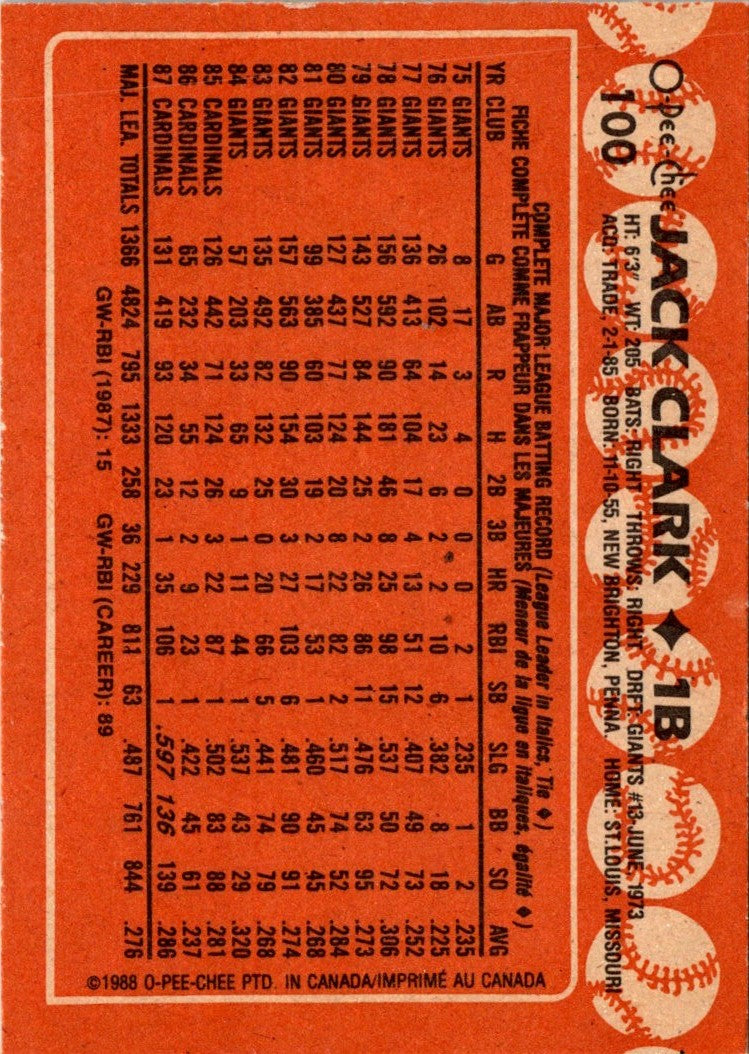 O-Pee-Chee JACK CLARK ♦ 1B
100
HT: 6'3" WT: 205 BATS: RIGHT THROWS: RIGHT DRFT: GIANTS #13-JUNE, 1973
ACQ: TRADE, 2-1-85 BORN: 11-10-55, NEW BRIGHTON, PENNA. HOME: ST. LOUIS, MISSOURI
COMPLETE MAJOR LEAGUE BATTING RECORD (League Leader in Italics, Tie ♦)
FICHE COMPLÈTE COMME FRAPPEUR DANS LES MAJEURES (Meneur de la ligue en italiques, égalité ♦)
YR CLUB G AB R H 2B 3B HR RBI SB SLG BB SO AVG
75 GIANTS 8 17 3 4 0 0 0 2 1 .235 1 2 .235
76 GIANTS 26 102 14 23 6 2 2 10 6 .382 8 18 .225
77 GIANTS 136 413 64 104 17 4 13 51 12 .407 49 73 .252
78 GIANTS 156 592 90 181 46 8 25 98 15 .537 50 72 .306
79 GIANTS 143 527 84 144 25 2 26 86 11 .476 63 95 .273
80 GIANTS 127 437 77 124 20 8 22 82 2 .517 74 52 .284
81 GIANTS 99 385 60 103 19 2 17 53 1 .460 45 45 .268
82 GIANTS 157 563 90 154 30 3 27 103 6 .481 90 91 .274
83 GIANTS 135 492 82 132 25 0 20 66 5 .441 74 79 .268
84 GIANTS 57 203 33 65 9 1 11 44 1 .537 43 29 .320
85 CARDINALS 126 442 71 124 26 3 22 87 1 .502 83 88 .281
86 CARDINALS 65 232 34 55 12 2 9 23 1 .422 45 61 .237
87 CARDINALS 131 419 93 120 23 1 35 106 1 .597 136 139 .286
MAJ. LEA. TOTALS 1366 4824 795 1333 258 36 229 811 63 .487 761 844 .276
GW-RBI (1987): 15 GW-RBI (CAREER): 89
©1988 O-PEE-CHEE PTD. IN CANADA/IMPRIMÉ AU CANADA